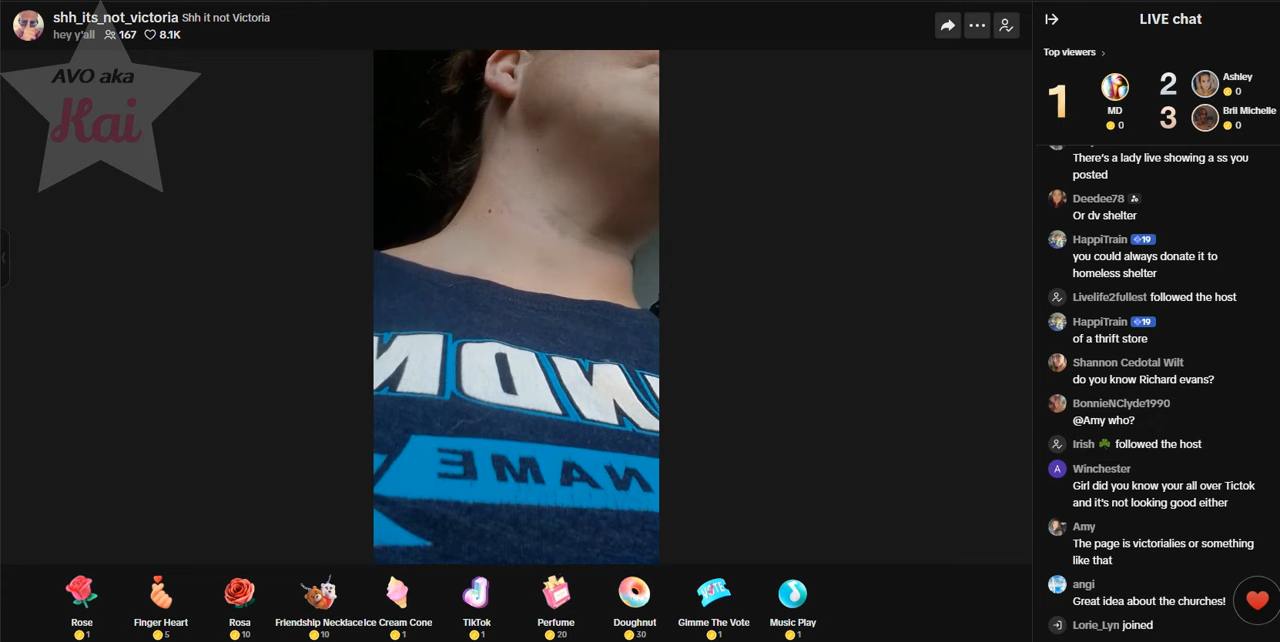 shh_its_not_victoria Shh it not Victoria
hey y'all 167 8.1K
AVO aka
Kai
NAME
Rose
1
Finger Heart
5
Rosa
10
Friendship Necklace
10
Ice Cream Cone
1
TikTok
1
Perfume
20
Doughnut
30
VOTE
Gimme The Vote
1
Music Play
1
LIVE chat
Top viewers
1
MD
0
2
Ashley
0
3
Brii Michelle
0
There's a lady live showing a ss you
posted
Deedee78
Or dv shelter
HappiTrain 19
you could always donate it to
homeless shelter
Livelife2fullest followed the host
HappiTrain 19
of a thrift store
Shannon Cedotal Wilt
do you know Richard evans?
BonnieNClyde1990
@Amy who?
Irish ☘️ followed the host
A Winchester
Girl did you know your all over Tictok
and it's not looking good either
Amy
The page is victorialies or something
like that
angi
Great idea about the churches!
Lorie_Lyn joined